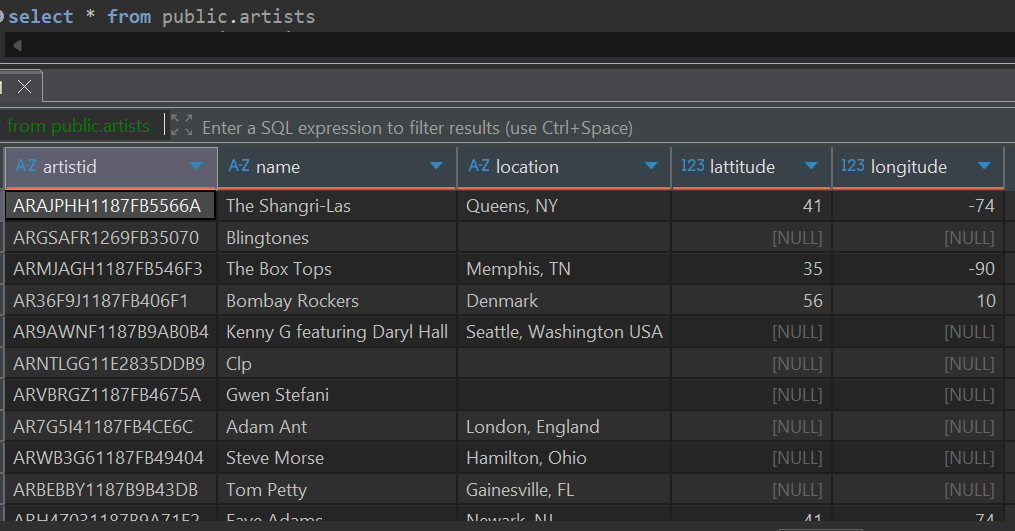 select * from public.artists
from public.artists Enter a SQL expression to filter results (use Ctrl+Space)
A-Z artistid A-Z name A-Z location 123 lattitude 123 longitude
ARAJPHH1187FB5566A The Shangri-Las Queens, NY 41 -74
ARGSAFR1269FB35070 Blingtones [NULL] [NULL]
ARMJAGH1187FB546F3 The Box Tops Memphis, TN 35 -90
AR36F9J1187FB406F1 Bombay Rockers Denmark 56 10
AR9AWNF1187B9AB0B4 Kenny G featuring Daryl Hall Seattle, Washington USA [NULL] [NULL]
ARNTLGG11E2835DDB9 Clp [NULL] [NULL]
ARVBRGZ1187FB4675A Gwen Stefani [NULL] [NULL]
AR7G5I41187FB4CE6C Adam Ant London, England [NULL] [NULL]
ARWB3G61187FB49404 Steve Morse Hamilton, Ohio [NULL] [NULL]
ARBEBBY1187B9B43DB Tom Petty Gainesville, FL [NULL] [NULL]
ARH4Z031187B9A71F2 Faye Adams Newark, NJ 41 -74